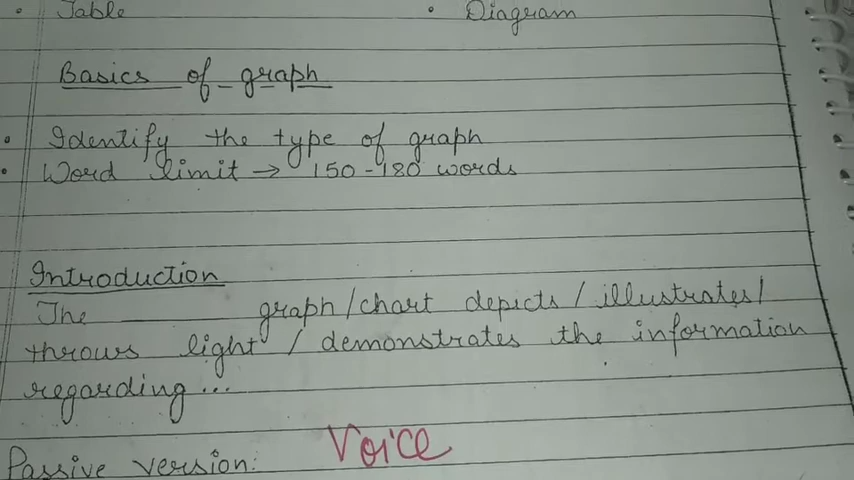 • Table • Diagram
Basics of graph
• Identify the type of graph
• Word limit → 150-180 words
Introduction
The ________ graph/chart depicts/illustrates/
throws light / demonstrates the information
regarding...
Voice
Passive version: